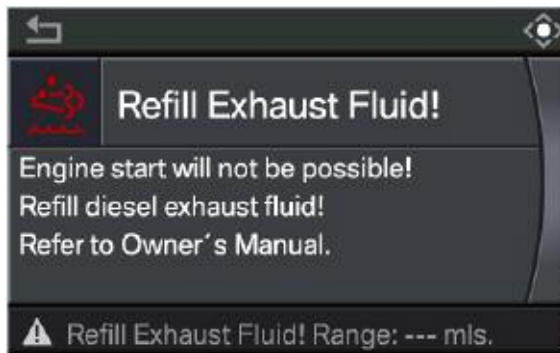 Refill Exhaust Fluid!
Engine start will not be possible!
Refill diesel exhaust fluid!
Refer to Owner´s Manual.
Refill Exhaust Fluid! Range: --- mls.